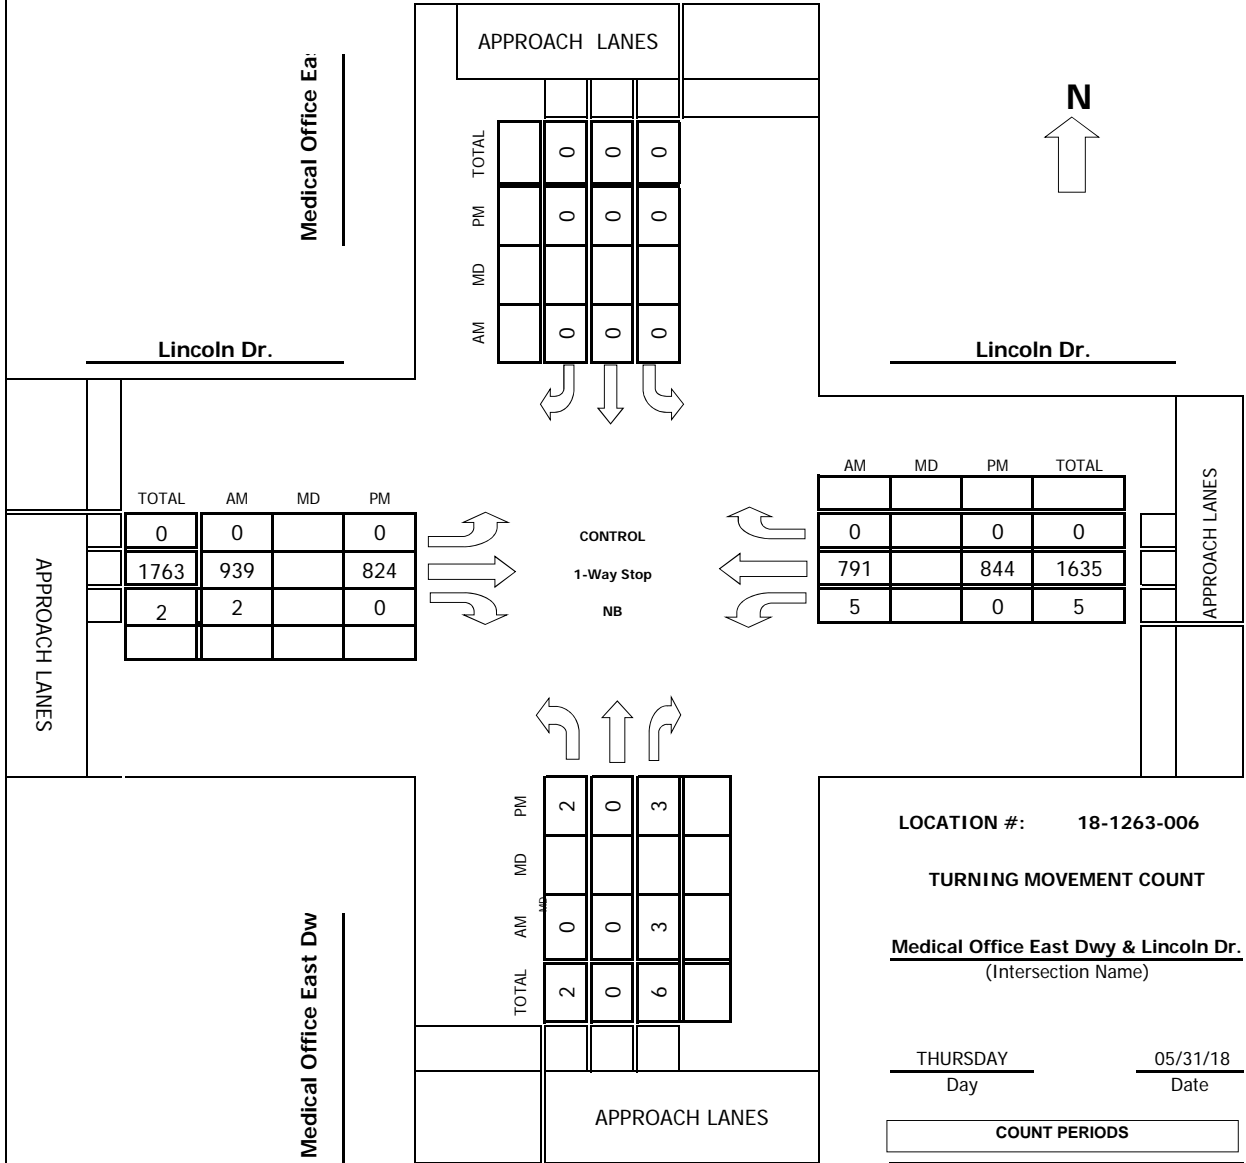 APPROACH LANES
Medical Office Ea
N
TOTAL 0 0 0
PM 0 0 0
MD
AM 0 0 0
Lincoln Dr.
Lincoln Dr.
AM MD PM TOTAL
0 0 0
791 844 1635
5 0 5
APPROACH LANES
TOTAL AM MD PM
0 0 0
1763 939 824
2 2 0
APPROACH LANES
CONTROL
1-Way Stop
NB
PM 2 0 3
MD
MD
AM 0 0 3
TOTAL 2 0 6
APPROACH LANES
Medical Office East Dw
LOCATION #: 18-1263-006
TURNING MOVEMENT COUNT
Medical Office East Dwy & Lincoln Dr.
(Intersection Name)
THURSDAY 05/31/18
Day Date
COUNT PERIODS